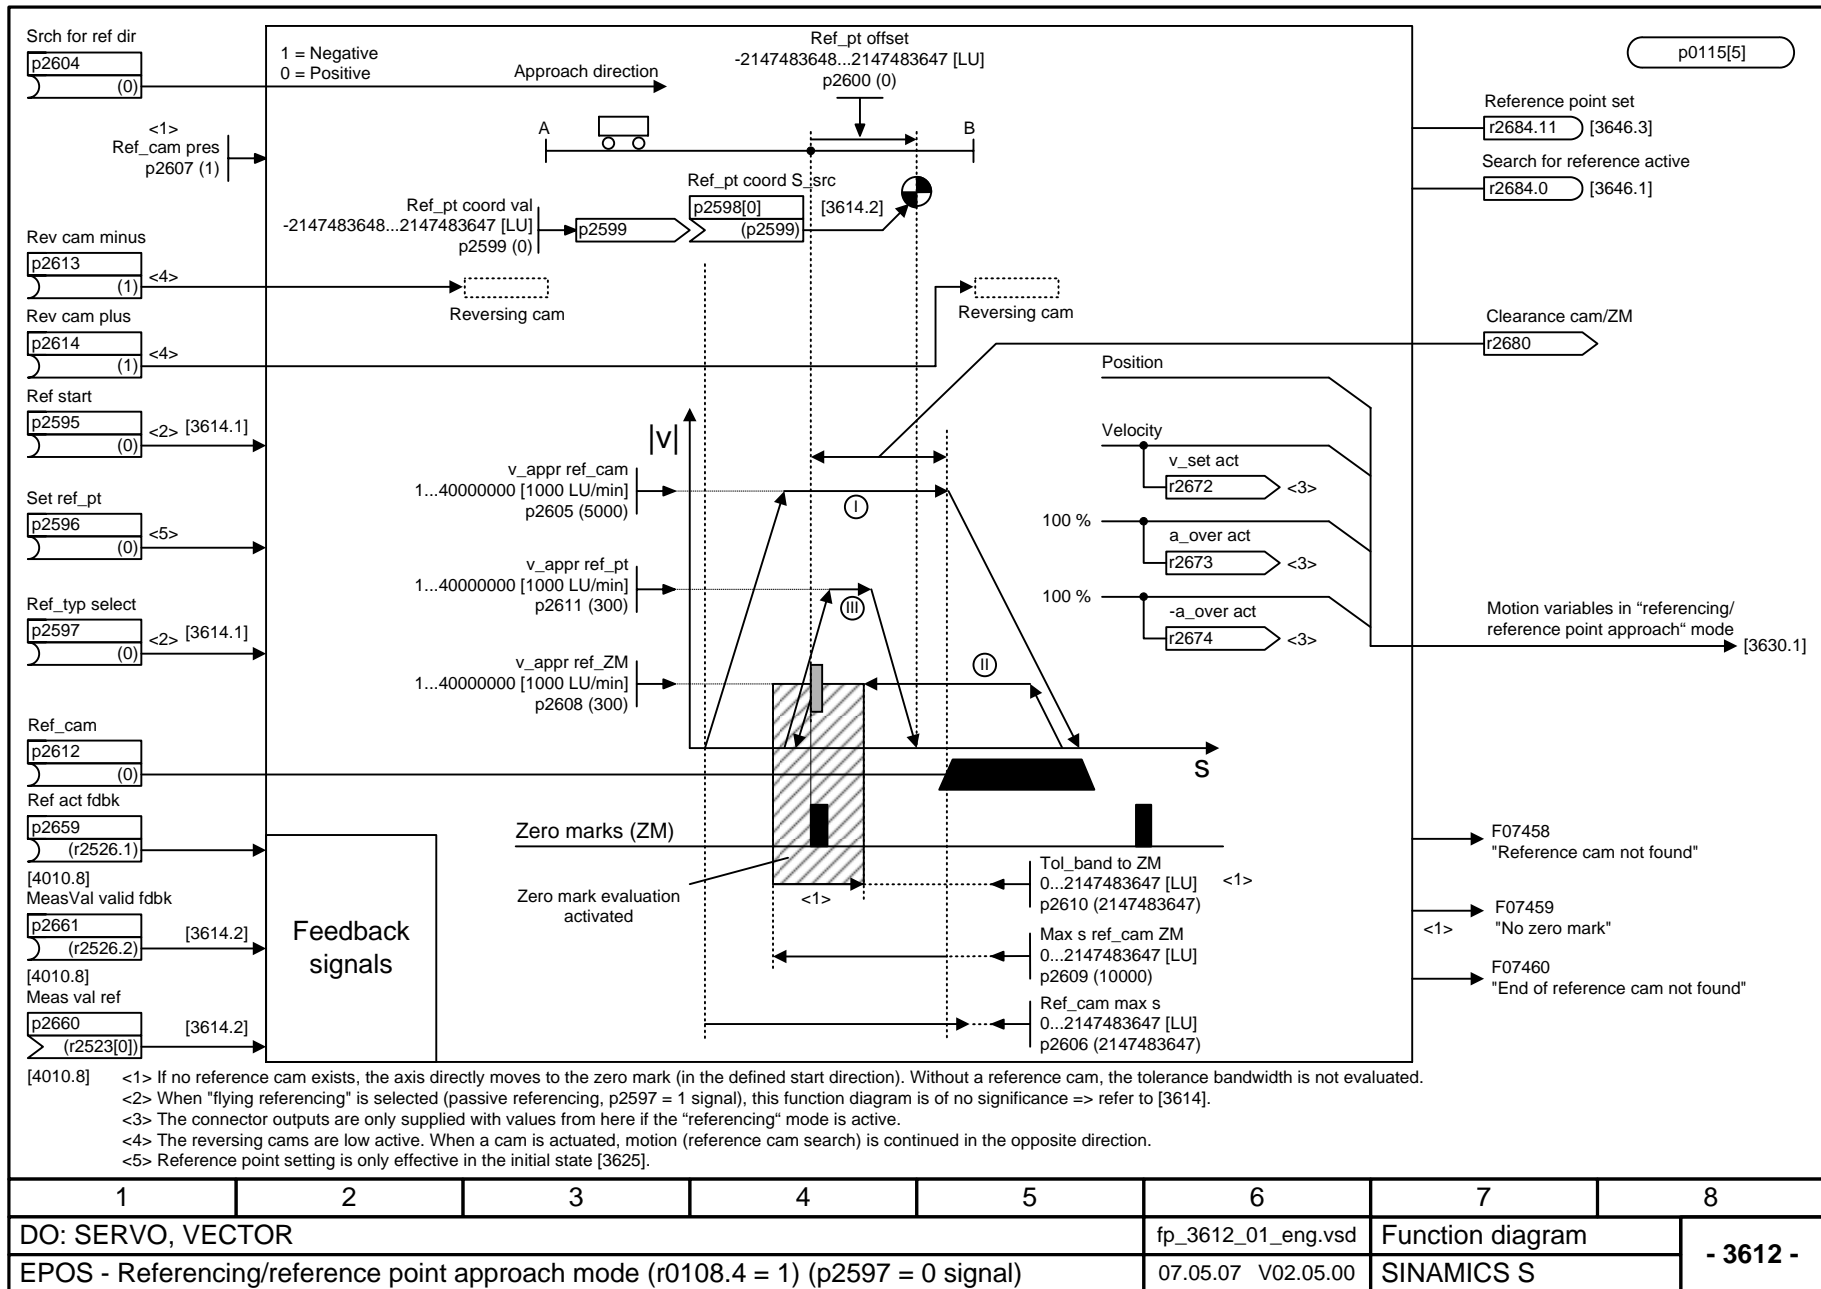 Srch for ref dir
p2604
(0)
1 = Negative
0 = Positive
Approach direction
Ref_pt offset
-2147483648...2147483647 [LU]
p2600 (0)
p0115[5]
<1>
Ref_cam pres
p2607 (1)
A
B
Reference point set
r2684.11
[3646.3]
Search for reference active
r2684.0
[3646.1]
Ref_pt coord S_src
p2598[0]
(p2599)
[3614.2]
Ref_pt coord val
-2147483648...2147483647 [LU]
p2599 (0)
p2599
Rev cam minus
p2613
(1)
<4>
Reversing cam
Reversing cam
Rev cam plus
p2614
(1)
<4>
Clearance cam/ZM
r2680
Position
Ref start
p2595
(0)
<2> [3614.1]
|V|
Velocity
v_set act
r2672
<3>
v_appr ref_cam
1...40000000 [1000 LU/min]
p2605 (5000)
I
Set ref_pt
p2596
(0)
<5>
100 %
a_over act
r2673
<3>
v_appr ref_pt
1...40000000 [1000 LU/min]
p2611 (300)
III
Ref_typ select
p2597
(0)
<2> [3614.1]
100 %
-a_over act
r2674
<3>
Motion variables in “referencing/
reference point approach“ mode
[3630.1]
v_appr ref_ZM
1...40000000 [1000 LU/min]
p2608 (300)
II
Ref_cam
p2612
(0)
S
Ref act fdbk
p2659
(r2526.1)
[4010.8]
Zero marks (ZM)
Zero mark evaluation
activated
<1>
Tol_band to ZM
0...2147483647 [LU]
p2610 (2147483647)
<1>
F07458
"Reference cam not found"
MeasVal valid fdbk
p2661
(r2526.2)
[3614.2]
[4010.8]
Feedback
signals
Max s ref_cam ZM
0...2147483647 [LU]
p2609 (10000)
<1>
F07459
"No zero mark"
F07460
"End of reference cam not found"
Meas val ref
p2660
(r2523[0])
[3614.2]
[4010.8]
Ref_cam max s
0...2147483647 [LU]
p2606 (2147483647)
<1> If no reference cam exists, the axis directly moves to the zero mark (in the defined start direction). Without a reference cam, the tolerance bandwidth is not evaluated.
<2> When "flying referencing" is selected (passive referencing, p2597 = 1 signal), this function diagram is of no significance => refer to [3614].
<3> The connector outputs are only supplied with values from here if the “referencing“ mode is active.
<4> The reversing cams are low active. When a cam is actuated, motion (reference cam search) is continued in the opposite direction.
<5> Reference point setting is only effective in the initial state [3625].
1 2 3 4 5 6 7 8
DO: SERVO, VECTOR
fp_3612_01_eng.vsd
Function diagram
- 3612 -
EPOS - Referencing/reference point approach mode (r0108.4 = 1) (p2597 = 0 signal)
07.05.07 V02.05.00
SINAMICS S